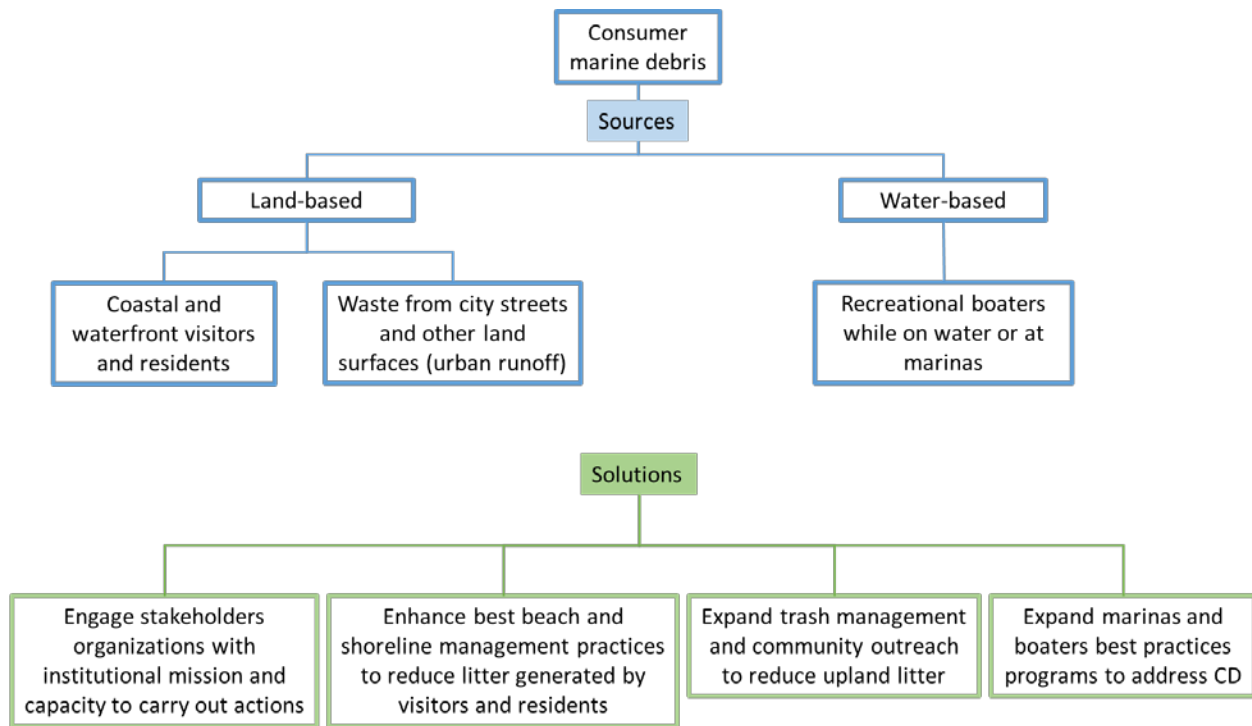 Consumer
marine debris
Sources
Land-based
Water-based
Coastal and
waterfront visitors
and residents
Waste from city streets
and other land
surfaces (urban runoff)
Recreational boaters
while on water or at
marinas
Solutions
Engage stakeholders
organizations with
institutional mission and
capacity to carry out actions
Enhance best beach and
shoreline management practices
to reduce litter generated by
visitors and residents
Expand trash management
and community outreach
to reduce upland litter
Expand marinas and
boaters best practices
programs to address CD